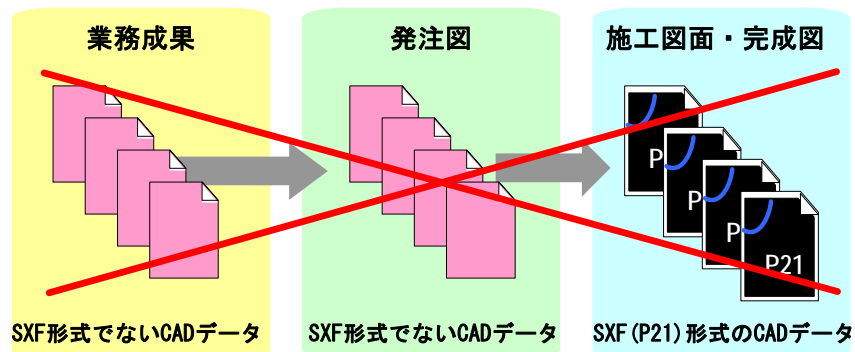 業務成果
発注図
施工図面・完成図
P
P
P
P21
SXF形式でないCADデータ
SXF形式でないCADデータ
SXF(P21)形式のCADデータ